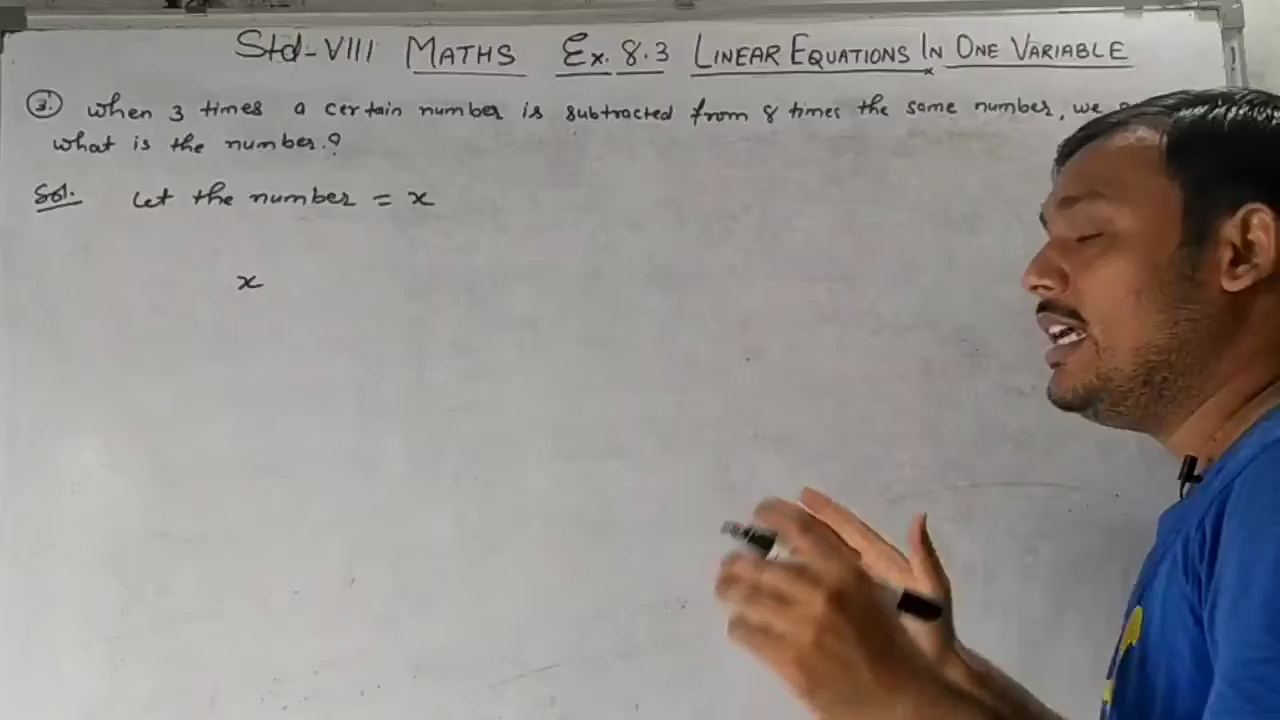 Std-VIII MATHS Ex. 8.3 LINEAR EQUATIONS IN ONE VARIABLE
3. when 3 times a certain number is subtracted from 8 times the same number, we
what is the number.?
Sol. Let the number = x
x